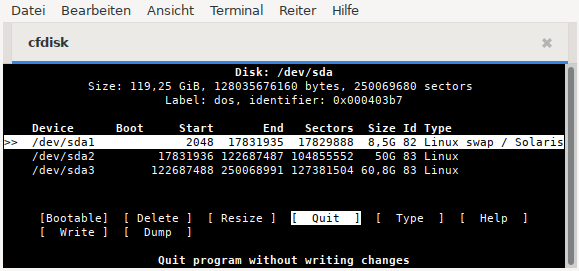 Datei Bearbeiten Ansicht Terminal Reiter Hilfe
cfdisk ×
Disk: /dev/sda
Size: 119,25 GiB, 128035676160 bytes, 250069680 sectors
Label: dos, identifier: 0x000403b7
Device Boot Start End Sectors Size Id Type
>> /dev/sda1 2048 17831935 17829888 8,5G 82 Linux swap / Solaris
/dev/sda2 17831936 122687487 104855552 50G 83 Linux
/dev/sda3 122687488 250068991 127381504 60,8G 83 Linux
[Bootable] [ Delete ] [ Resize ] [ Quit ] [ Type ] [ Help ]
[ Write ] [ Dump ]
Quit program without writing changes